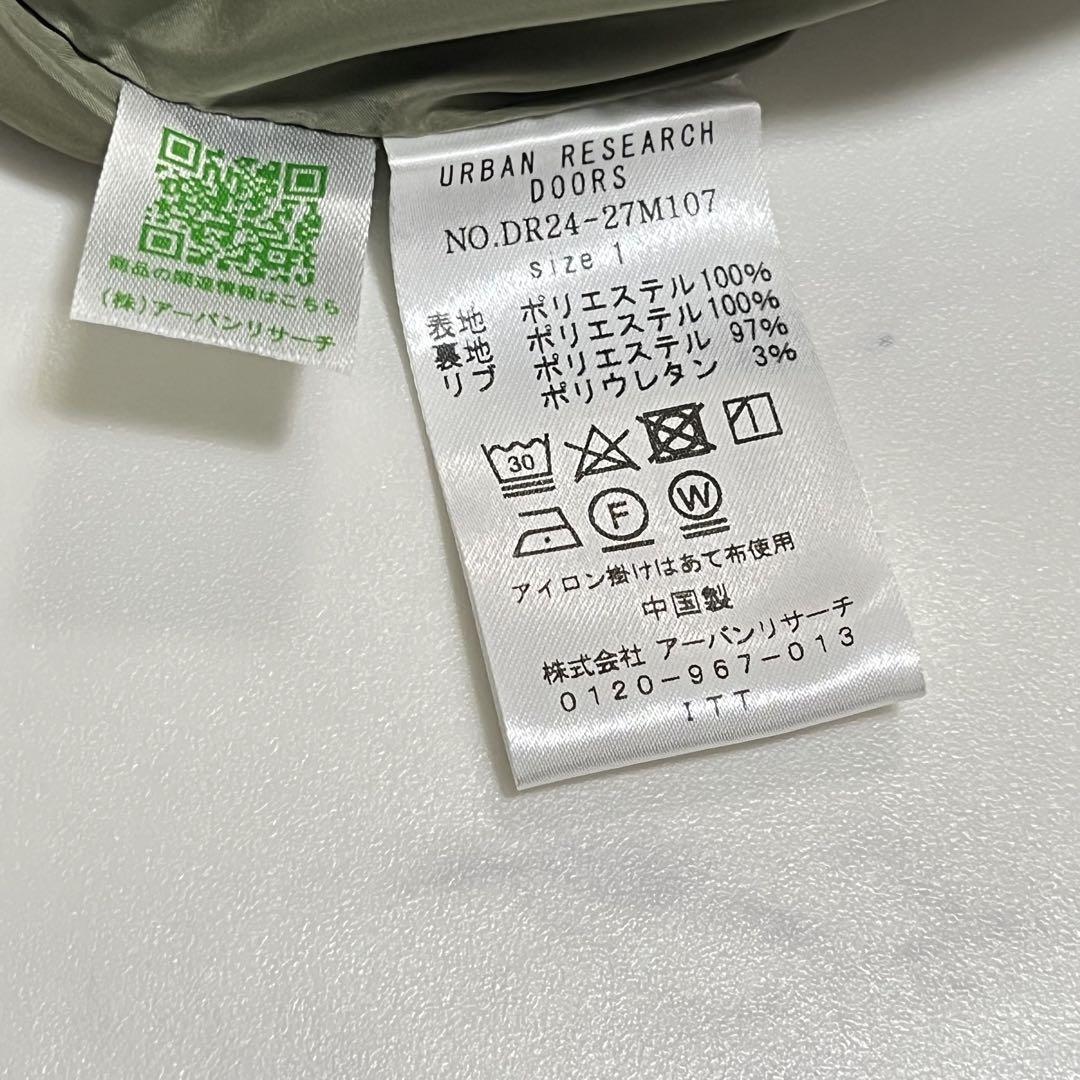 商品の関連情報はこちら
(株)アーバンリサーチ
URBAN RESEARCH
DOORS
NO.DR24-27M107
size 1
表地 ポリエステル100%
裏地 ポリエステル100%
リブ ポリエステル 97%
ポリウレタン 3%
30
F
W
アイロン掛けはあて布使用
中国製
株式会社 アーバンリサーチ
0120-967-013
ITT